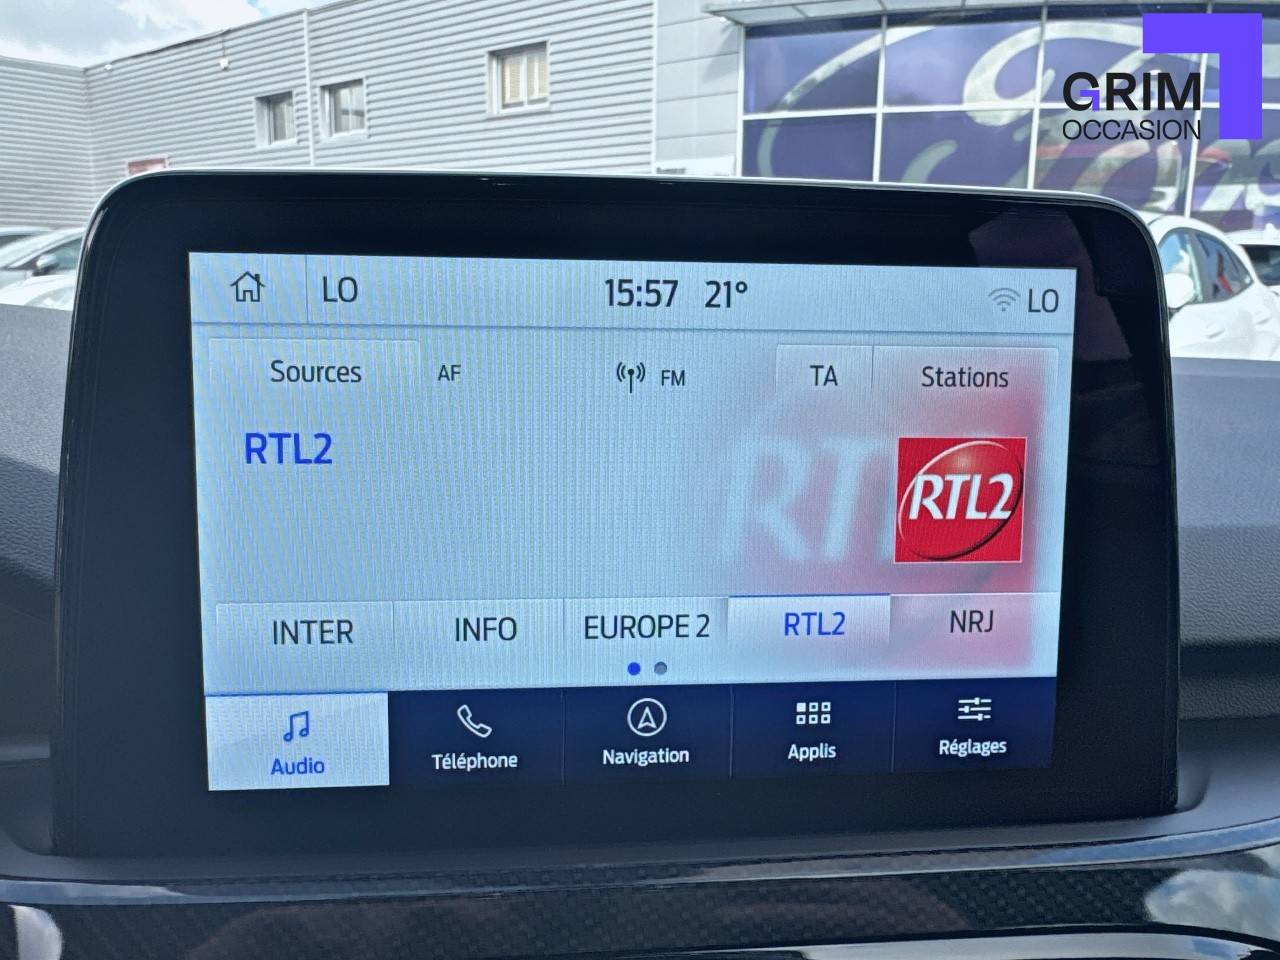 GRIM
OCCASION
LO 15:57 21° LO
Sources AF FM TA Stations
RTL2
RTL2
INTER INFO EUROPE 2 RTL2 NRJ
Audio Téléphone Navigation Applis Réglages